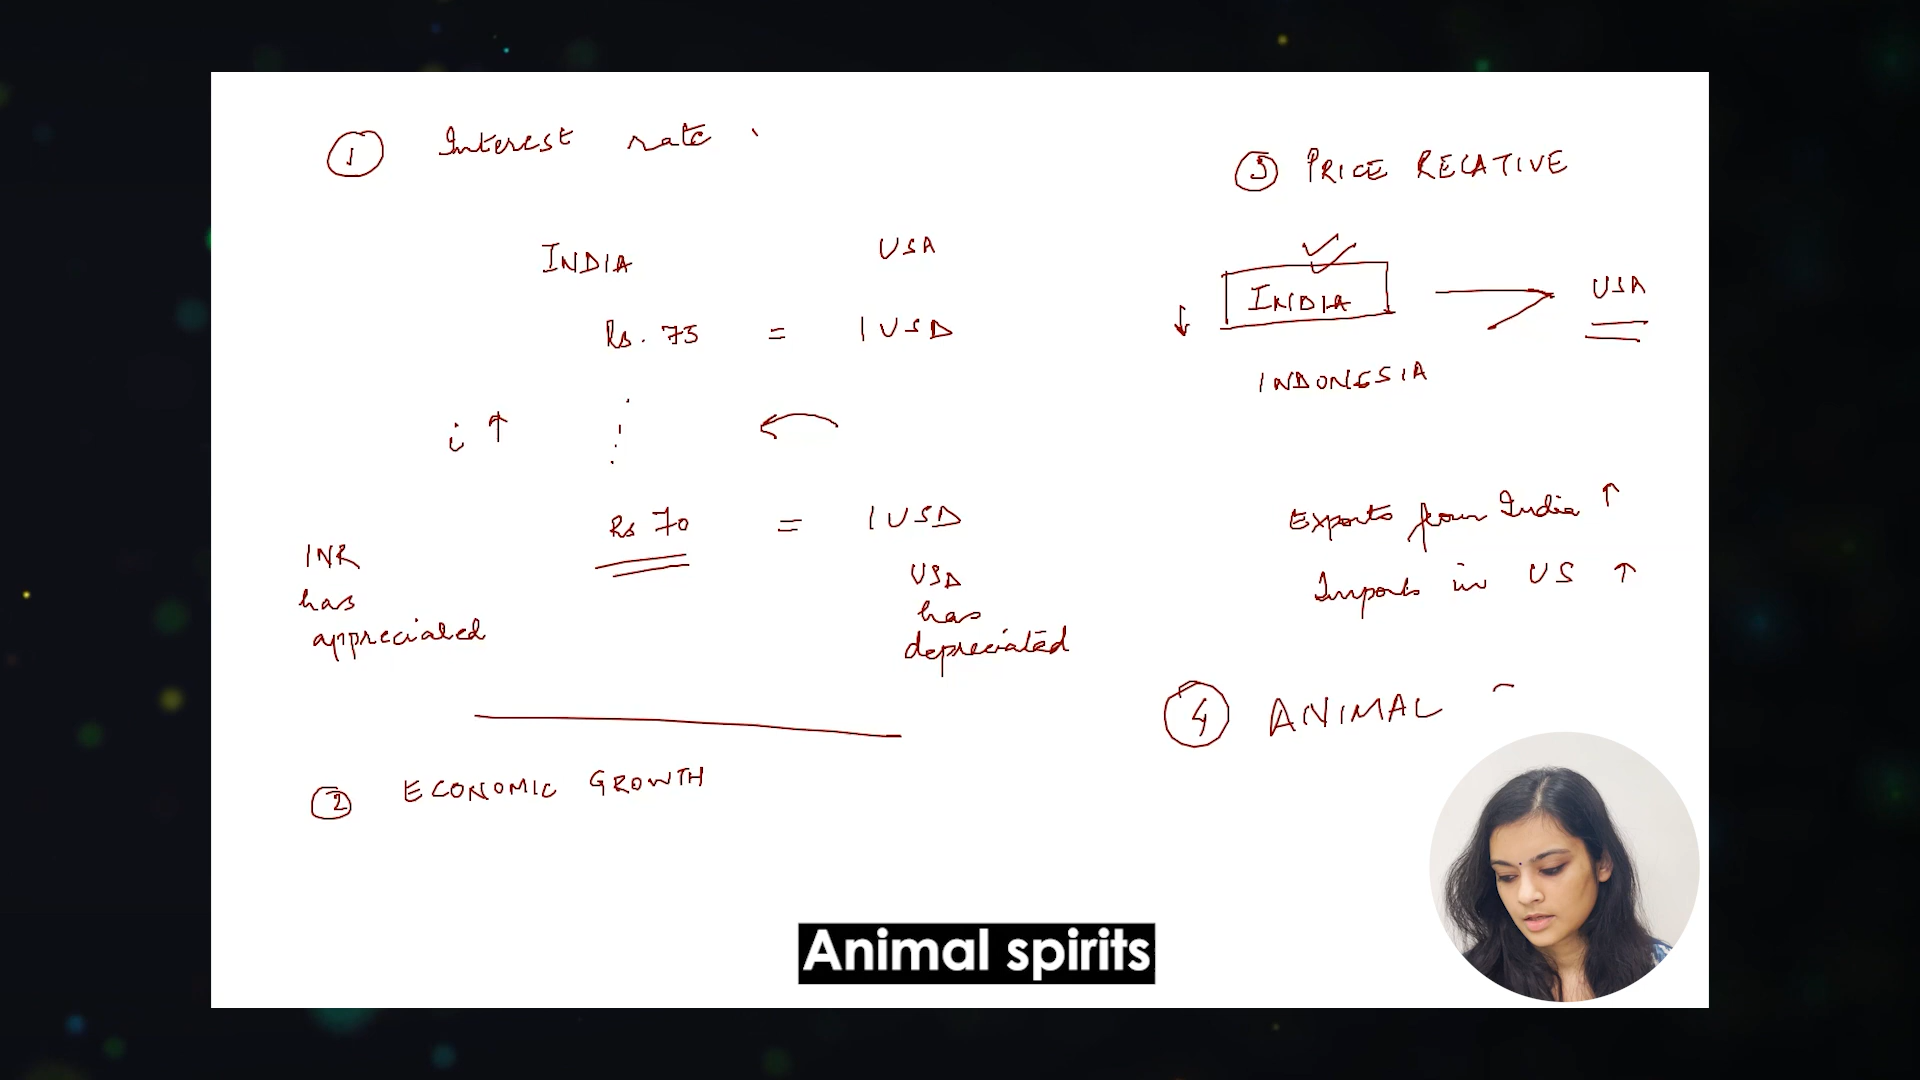 ① Interest rate
INDIA USA
Rs. 75 = 1 USD
i ↑
Rs 70 = 1 USD
INR has appreciated
USD has depreciated
② ECONOMIC GROWTH
③ PRICE RELATIVE
↓ INDIA → USA
INDONESIA
Exports from India ↑
Imports in US ↑
④ ANIMAL
Animal spirits